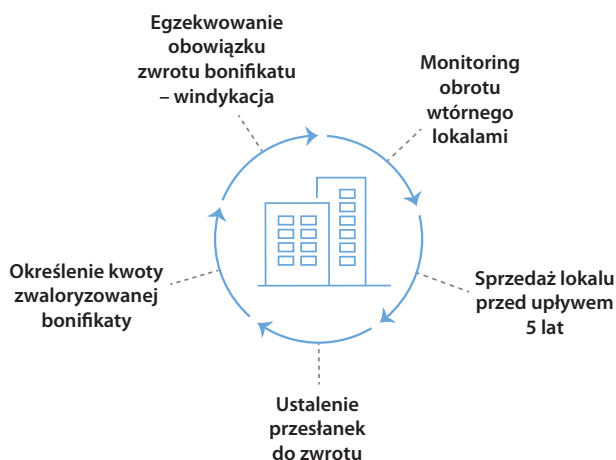 Egzekwowanie
obowiązku
zwrotu bonifikatu
– windykacja
Monitoring
obrotu
wtórnego
lokalami
Sprzedaż lokalu
przed upływem
5 lat
Ustalenie
przesłanek
do zwrotu
Określenie kwoty
zwaloryzowanej
bonifikaty